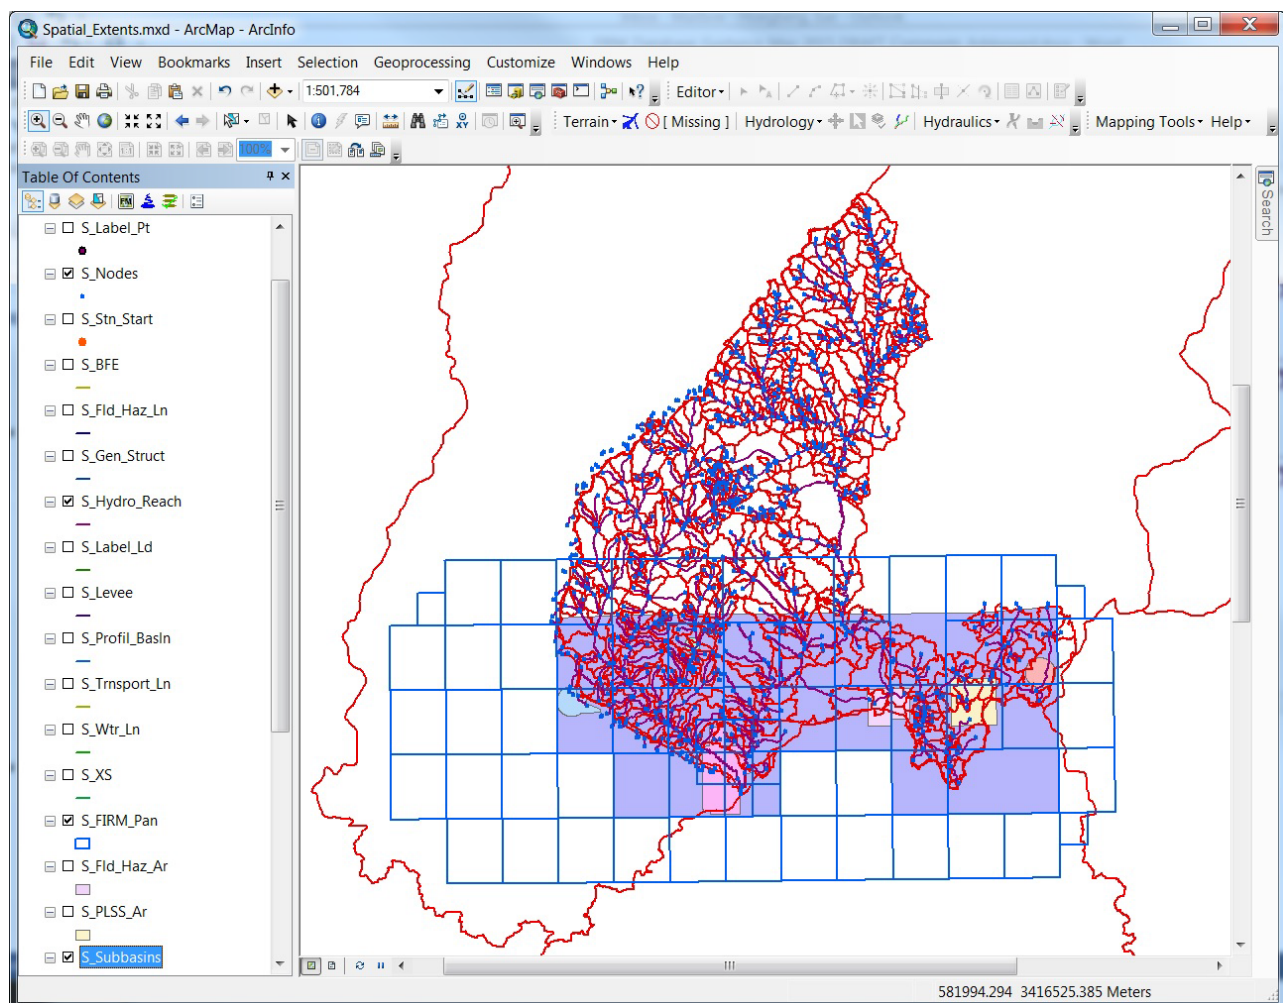 Spatial_Extents.mxd - ArcMap - ArcInfo
File Edit View Bookmarks Insert Selection Geoprocessing Customize Windows Help
1:501,784
Editor
Terrain [ Missing ] Hydrology Hydraulics Mapping Tools Help
100%
Table Of Contents
Search
S_Label_Pt
S_Nodes
S_Stn_Start
S_BFE
S_Fld_Haz_Ln
S_Gen_Struct
S_Hydro_Reach
S_Label_Ld
S_Levee
S_Profil_Basln
S_Trnsport_Ln
S_Wtr_Ln
S_XS
S_FIRM_Pan
S_Fld_Haz_Ar
S_PLSS_Ar
S_Subbasins
581994.294 3416525.385 Meters